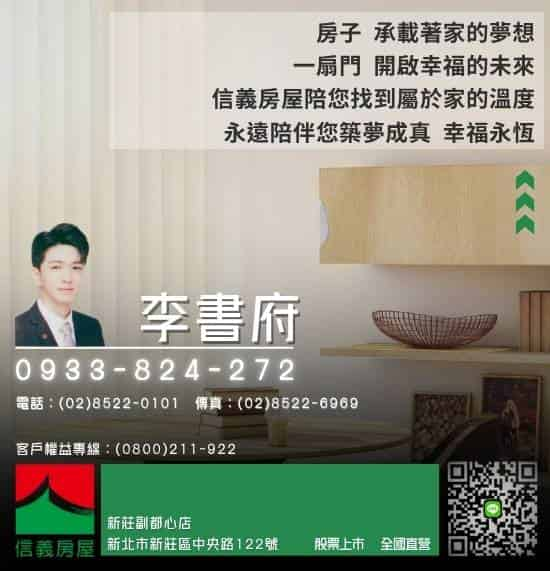 房子 承載著家的夢想
一扇門 開啟幸福的未來
信義房屋陪您找到屬於家的溫度
永遠陪伴您築夢成真 幸福永恆
李書府
0933-824-272
電話：(02)8522-0101 傳真：(02)8522-6969
客戶權益專線：(0800)211-922
信義房屋
新莊副都心店
新北市新莊區中央路122號 股票上市 全國直營